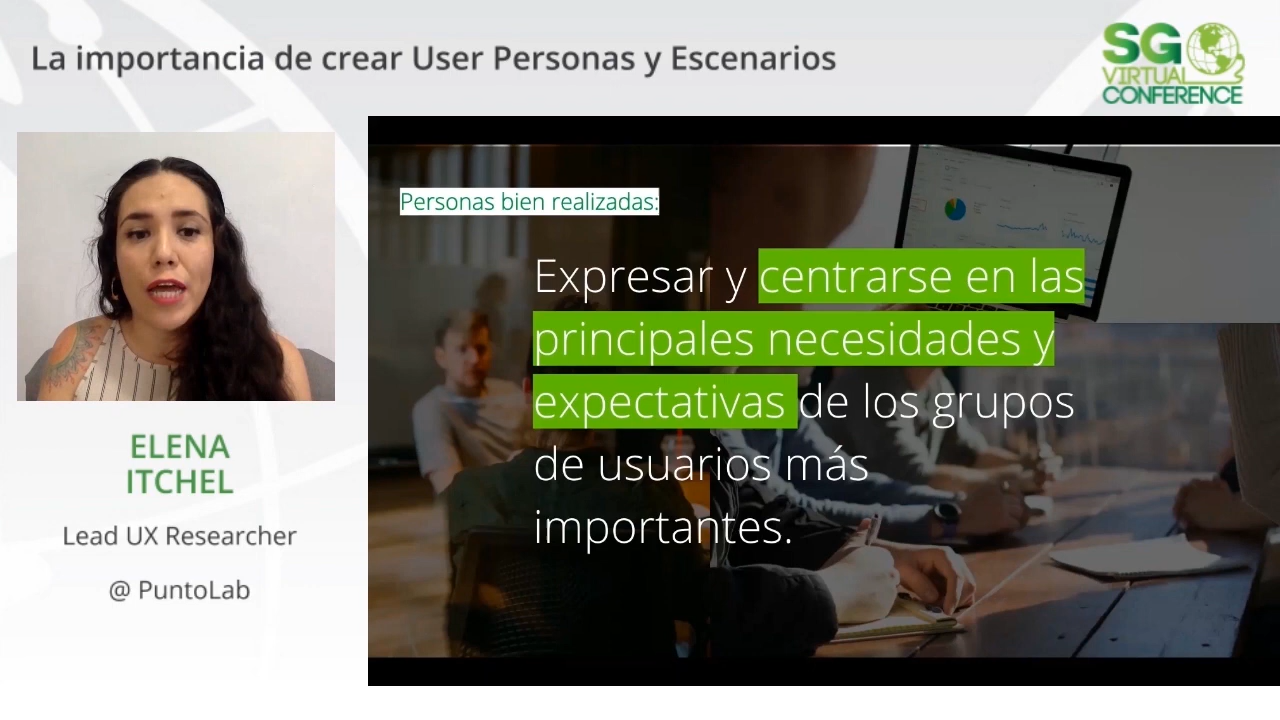 La importancia de crear User Personas y Escenarios
SG
VIRTUAL
CONFERENCE
Personas bien realizadas:
Expresar y centrarse en las
principales necesidades y
expectativas de los grupos
de usuarios más
importantes.
ELENA
ITCHEL
Lead UX Researcher
@ PuntoLab